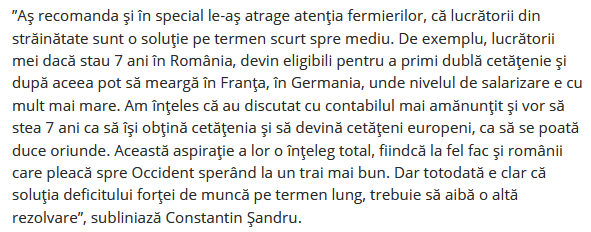 ”Aş recomanda şi în special le-aş atrage atenţia fermierilor, că lucrătorii din
străinătate sunt o soluţie pe termen scurt spre mediu. De exemplu, lucrătorii
mei dacă stau 7 ani în România, devin eligibili pentru a primi dublă cetăţenie şi
după aceea pot să meargă în Franţa, în Germania, unde nivelul de salarizare e cu
mult mai mare. Am înţeles că au discutat cu contabilul mai amănunţit şi vor să
stea 7 ani ca să îşi obţină cetăţenia şi să devină cetăţeni europeni, ca să se poată
duce oriunde. Această aspiraţie a lor o înţeleg total, fiindcă la fel fac şi românii
care pleacă spre Occident sperând la un trai mai bun. Dar totodată e clar că
soluţia deficitului forţei de muncă pe termen lung, trebuie să aibă o altă
rezolvare”, subliniază Constantin Şandru.